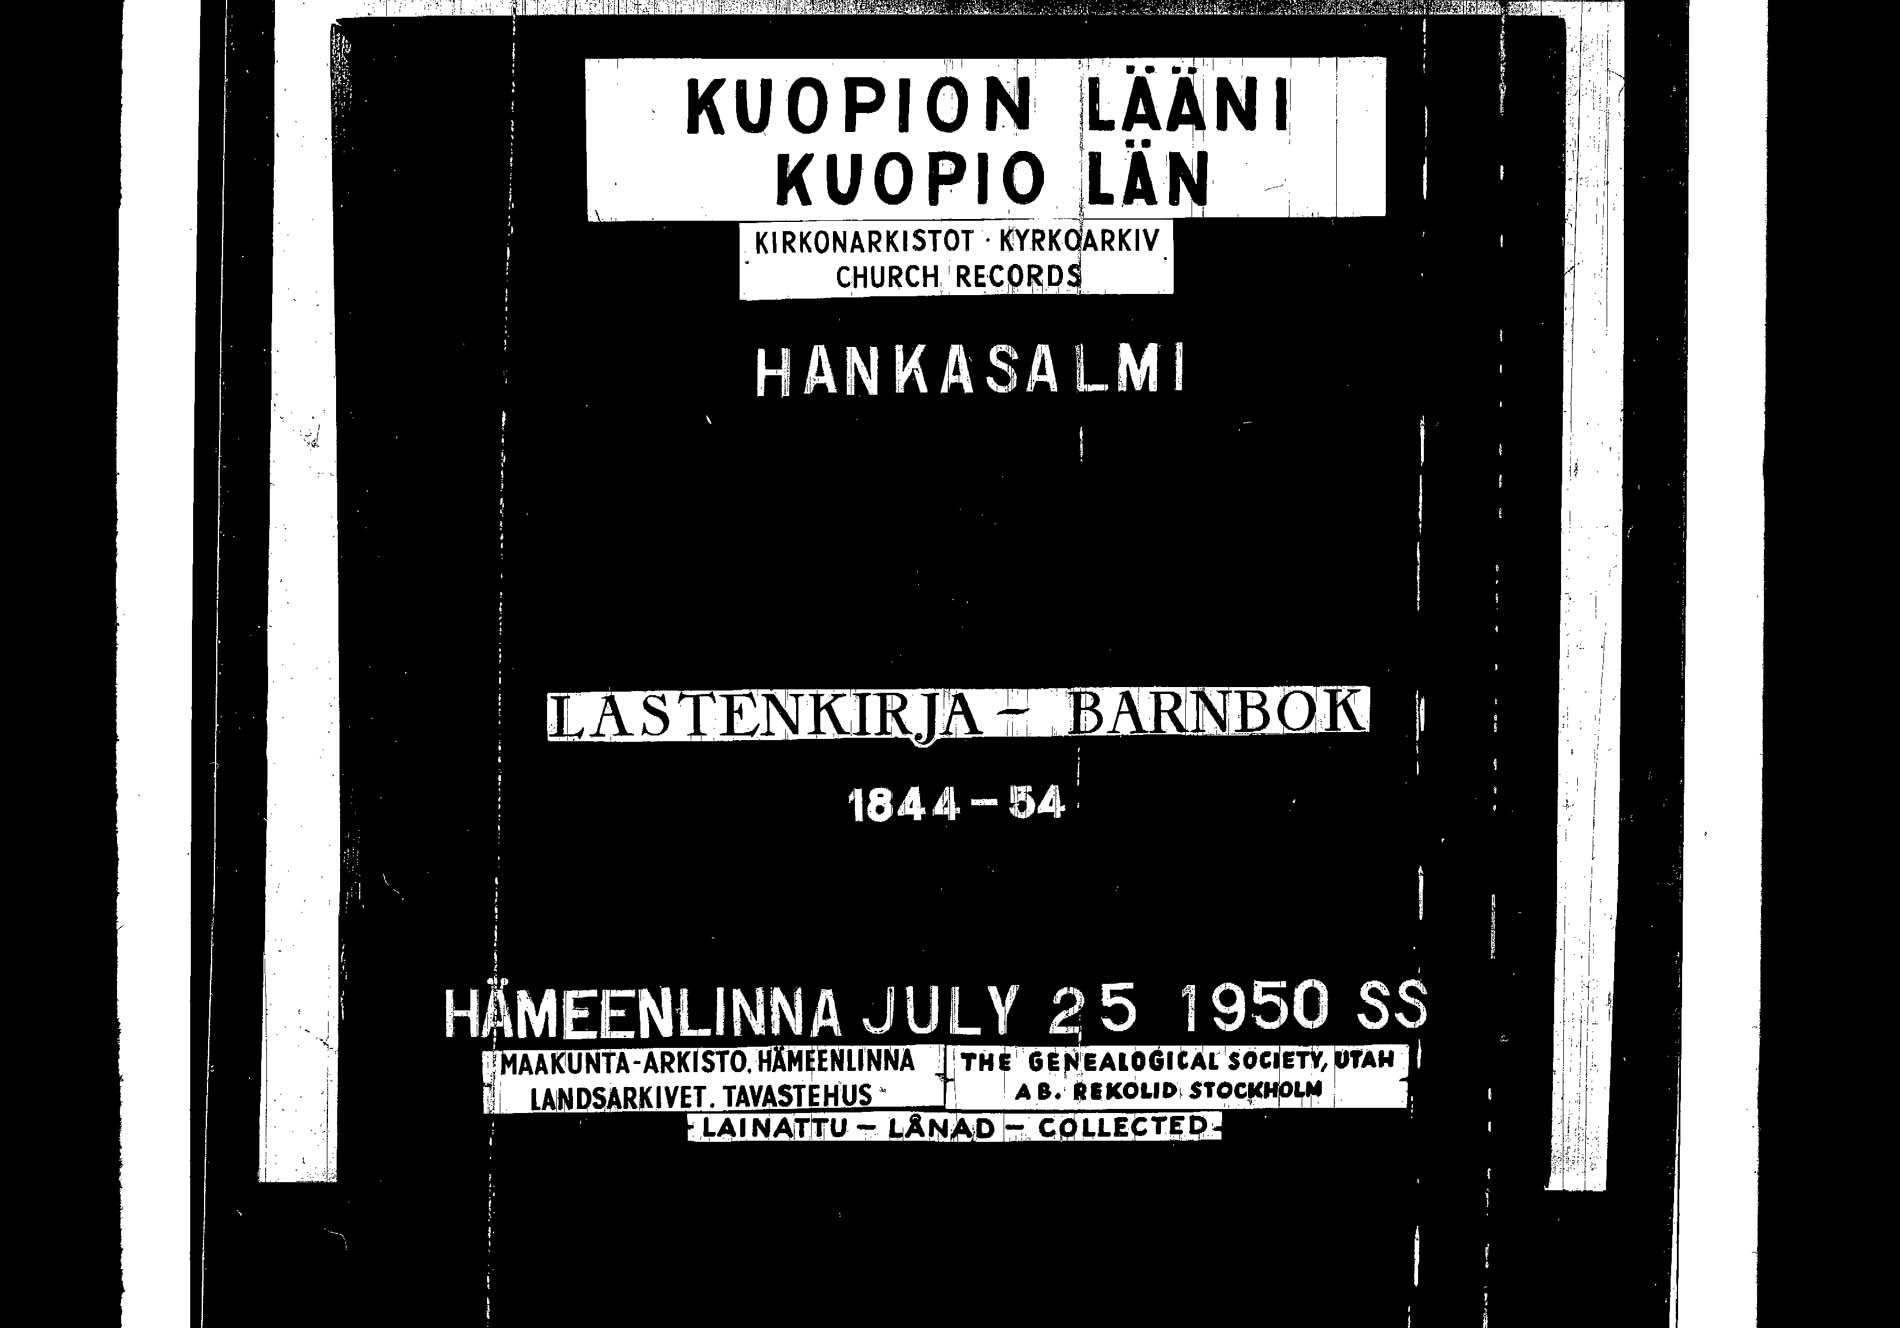 KUOPION LÄÄNI
KUOPIO LÄN
KIRKONARKISTOT · KYRKOARKIV
CHURCH RECORDS
HANKASALMI
LASTENKIRJA - BARNBOK
1844-54
HÄMEENLINNA JULY 25 1950 SS
MAAKUNTA-ARKISTO, HÄMEENLINNA
LANDSARKIVET. TAVASTEHUS
THE GENEALOGICAL SOCIETY, UTAH
AB. REKOLID STOCKHOLM
LAINATTU - LÅNAD - COLLECTED